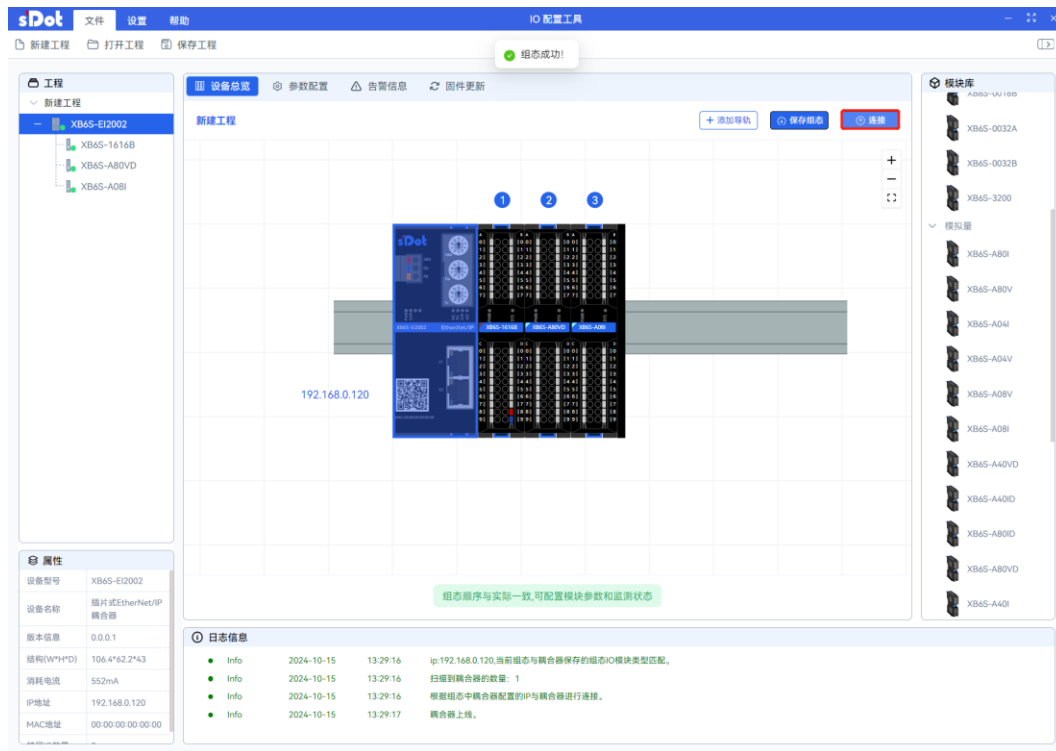 sDot 文件 设置 帮助 IO 配置工具
新建工程 打开工程 保存工程
组态成功!
工程
新建工程
XB6S-EI2002
XB6S-1616B
XB6S-A80VD
XB6S-A08I
设备总览 参数配置 告警信息 固件更新
新建工程 + 添加导轨 保存组态 连接
1 2 3
sDot
XB6S-EI2002 EtherNet/IP XB6S-1616B XB6S-A80VD XB6S-A08I
192.168.0.120
组态顺序与实际一致,可配置模块参数和监测状态
模块库
XB6S-0016B
XB6S-0032A
XB6S-0032B
XB6S-3200
模拟量
XB6S-A80I
XB6S-A80V
XB6S-A04I
XB6S-A04V
XB6S-A08V
XB6S-A08I
XB6S-A40VD
XB6S-A40ID
XB6S-A80ID
XB6S-A80VD
XB6S-A40I
属性
设备型号 XB6S-EI2002
设备名称 插片式EtherNet/IP
耦合器
版本信息 0.0.0.1
结构(W*H*D) 106.4*62.2*43
消耗电流 552mA
IP地址 192.168.0.120
MAC地址 00:00:00:00:00:00
日志信息
Info 2024-10-15 13:29:16 ip:192.168.0.120,当前组态与耦合器保存的组态IO模块类型匹配。
Info 2024-10-15 13:29:16 扫描到耦合器的数量: 1
Info 2024-10-15 13:29:16 根据组态中耦合器配置的IP与耦合器进行连接。
Info 2024-10-15 13:29:17 耦合器上线。